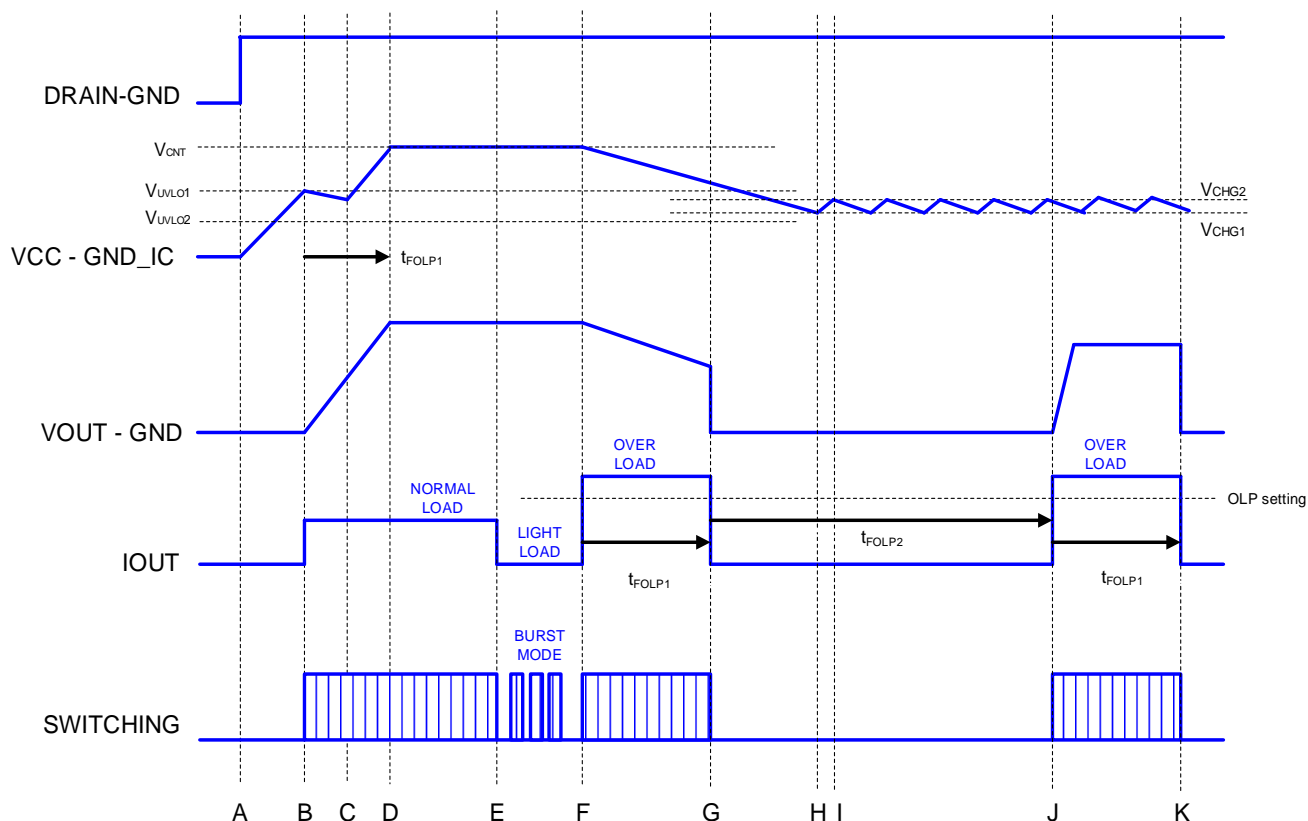 DRAIN-GND
VCNT
VUVLO1
VUVLO2
VCHG2
VCHG1
VCC - GND_IC
tFOLP1
VOUT - GND
OVER
LOAD
OVER
LOAD
NORMAL
LOAD
OLP setting
LIGHT
LOAD
IOUT
tFOLP2
tFOLP1
tFOLP1
BURST
MODE
SWITCHING
A B C D E F G H I J K